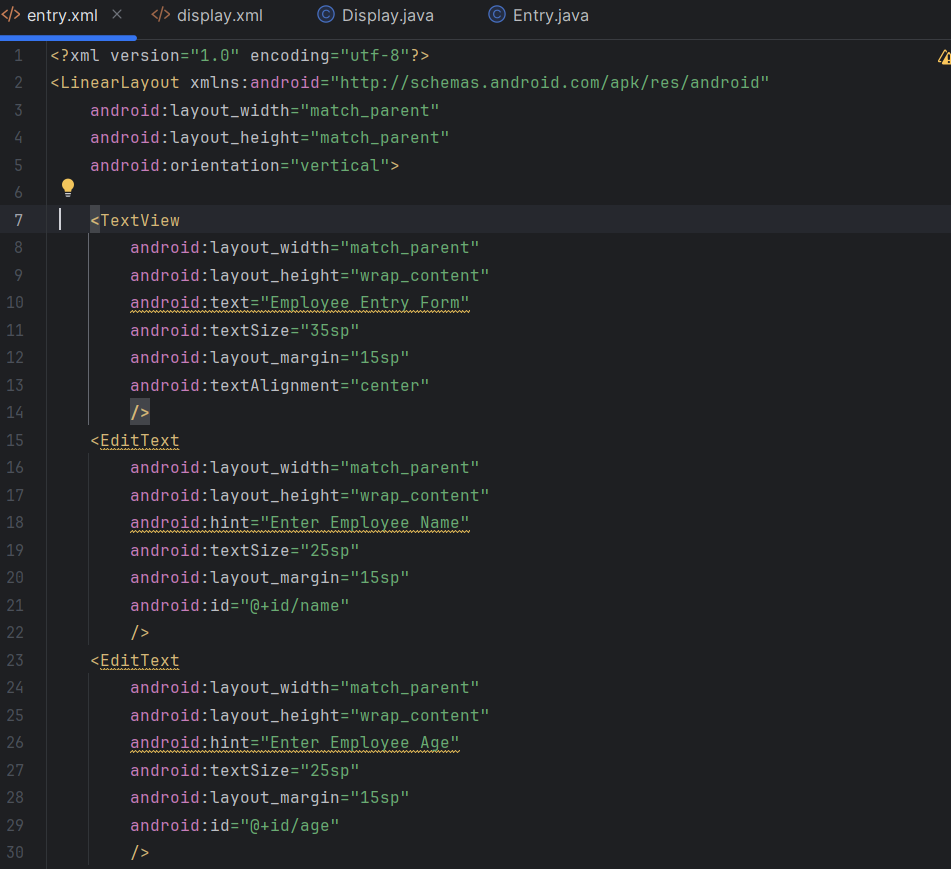 entry.xml × display.xml Display.java Entry.java
1 <?xml version="1.0" encoding="utf-8"?>
2 <LinearLayout xmlns:android="http://schemas.android.com/apk/res/android"
3     android:layout_width="match_parent"
4     android:layout_height="match_parent"
5     android:orientation="vertical">
6
7     <TextView
8         android:layout_width="match_parent"
9         android:layout_height="wrap_content"
10         android:text="Employee Entry Form"
11         android:textSize="35sp"
12         android:layout_margin="15sp"
13         android:textAlignment="center"
14         />
15     <EditText
16         android:layout_width="match_parent"
17         android:layout_height="wrap_content"
18         android:hint="Enter Employee Name"
19         android:textSize="25sp"
20         android:layout_margin="15sp"
21         android:id="@+id/name"
22         />
23     <EditText
24         android:layout_width="match_parent"
25         android:layout_height="wrap_content"
26         android:hint="Enter Employee Age"
27         android:textSize="25sp"
28         android:layout_margin="15sp"
29         android:id="@+id/age"
30         />